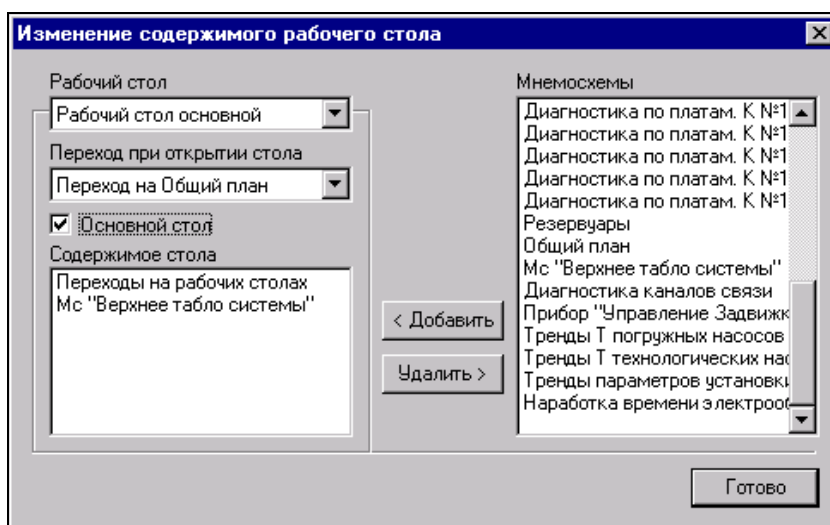 Изменение содержимого рабочего стола
Рабочий стол
Рабочий стол основной
Переход при открытии стола
Переход на Общий план
Основной стол
Содержимое стола
Переходы на рабочих столах
Мс "Верхнее табло системы"
< Добавить
Удалить >
Мнемосхемы
Диагностика по платам. К №1
Диагностика по платам. К №1
Диагностика по платам. К №1
Диагностика по платам. К №1
Диагностика по платам. К №1
Резервуары
Общий план
Мс "Верхнее табло системы"
Диагностика каналов связи
Прибор "Управление Задвижк
Тренды Т погружных насосов
Тренды Т технологических нас
Тренды параметров установки
Наработка времени электрооб
Готово